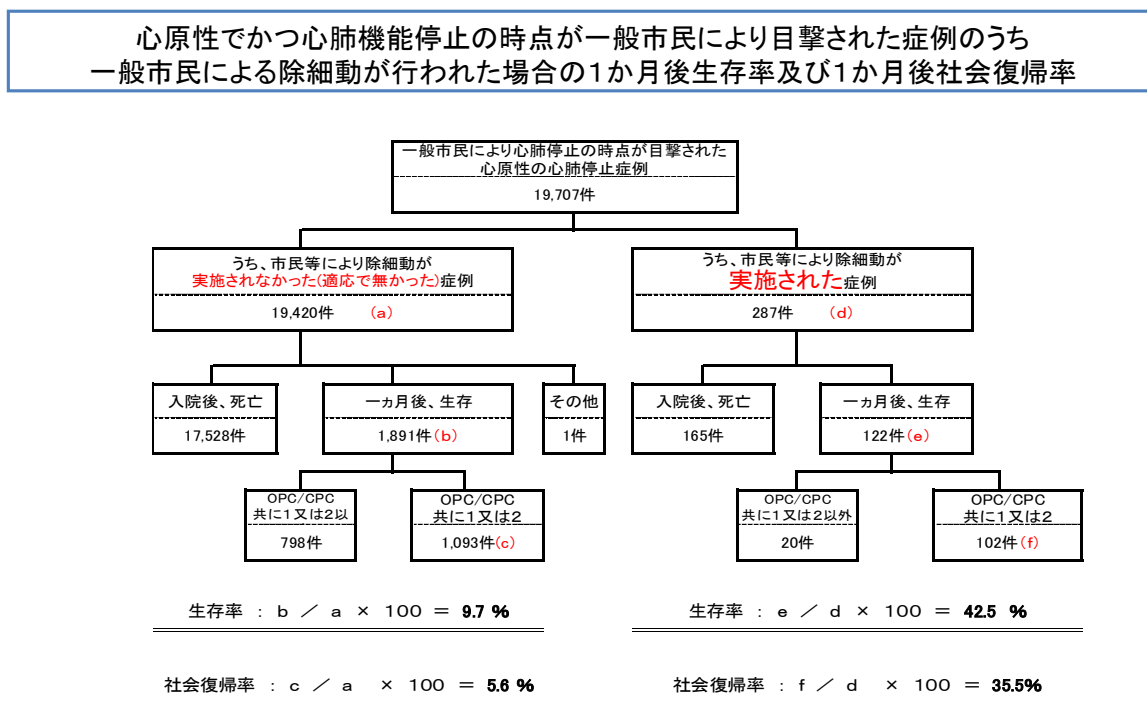 心原性でかつ心肺機能停止の時点が一般市民により目撃された症例のうち
一般市民による除細動が行われた場合の１か月後生存率及び１か月後社会復帰率
一般市民により心肺停止の時点が目撃された
心原性の心肺停止症例
19,707件
うち、市民等により除細動が
実施されなかった(適応で無かった)症例
19,420件 (a)
うち、市民等により除細動が
実施された症例
287件 (d)
入院後、死亡
17,528件
一ヵ月後、生存
1,891件(b)
その他
1件
入院後、死亡
165件
一ヵ月後、生存
122件(e)
OPC/CPC
共に１又は２以
798件
OPC/CPC
共に１又は２
1,093件(c)
OPC/CPC
共に１又は２以外
20件
OPC/CPC
共に１又は２
102件(f)
生存率 ： ｂ ／ ａ × 100 ＝ 9.7 %
生存率 ： ｅ ／ ｄ × 100 ＝ 42.5 %
社会復帰率 ： ｃ ／ ａ × 100 ＝ 5.6 %
社会復帰率 ： ｆ ／ ｄ × 100 ＝ 35.5%